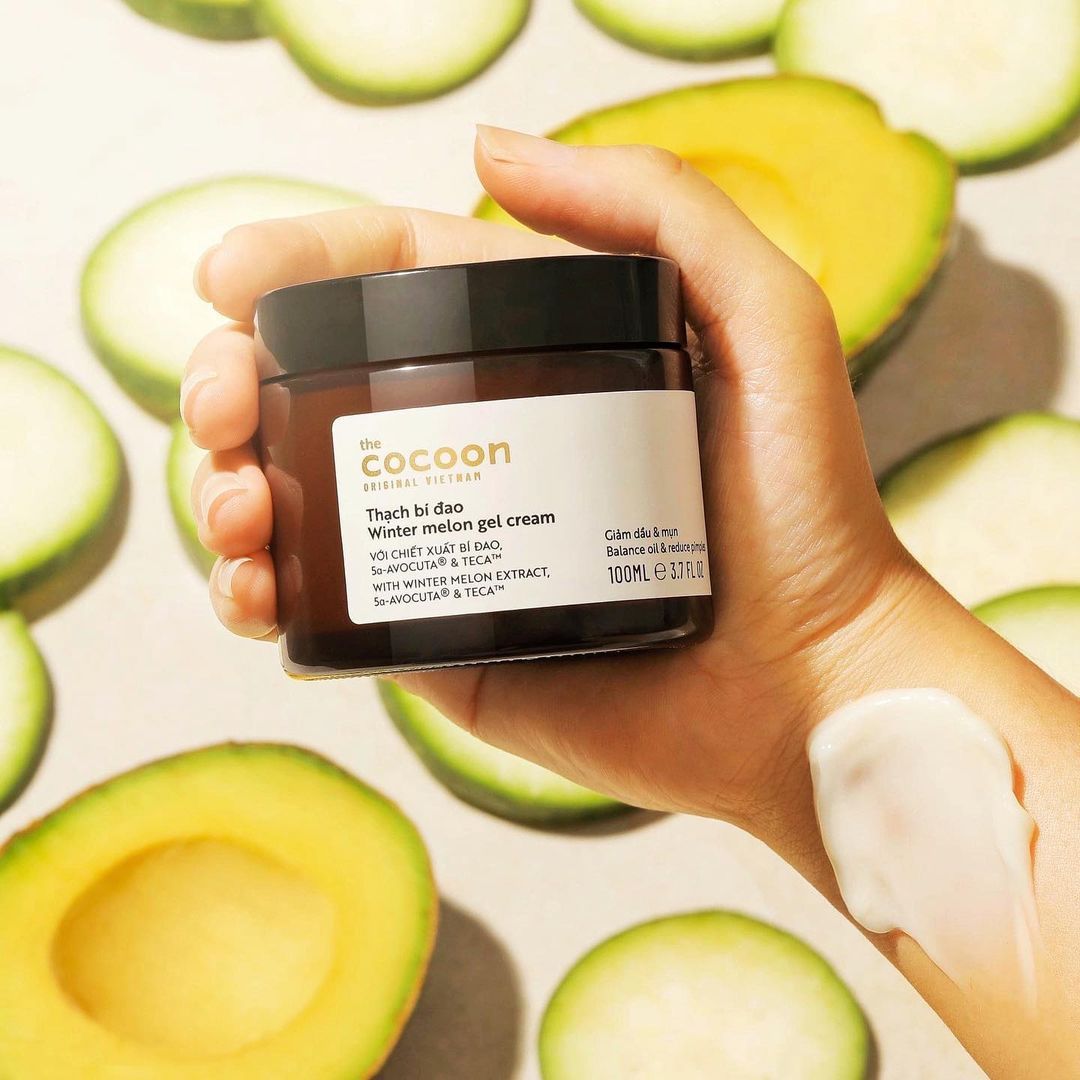 the
cocoon
ORIGINAL VIETNAM
Thạch bí đao
Winter melon gel cream
VỚI CHIẾT XUẤT BÍ ĐAO,
5α-AVOCUTA® & TECA™
WITH WINTER MELON EXTRACT,
5α-AVOCUTA® & TECA™
Giảm dầu & mụn
Balance oil & reduce pimples
100ML ℮ 3.7 FL OZ